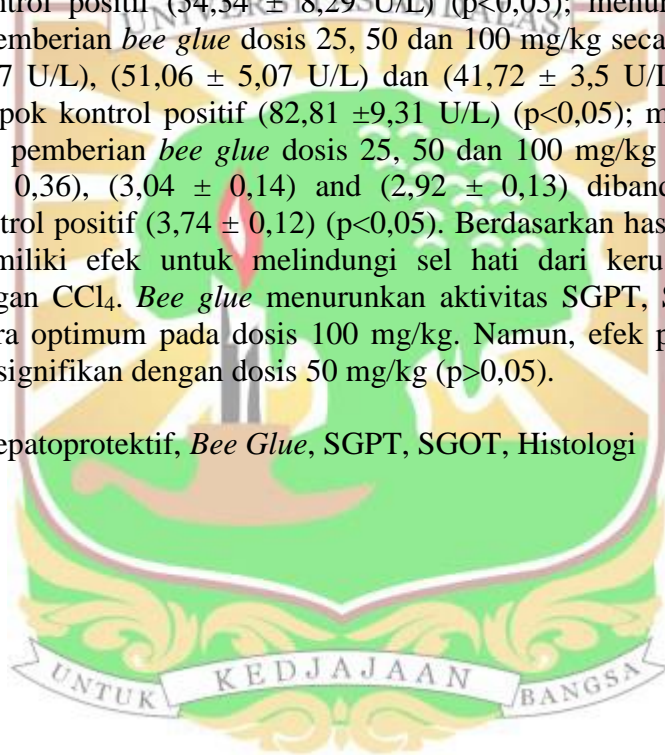 ntrol positif (54,34 ± 8,29 U/L) (p<0,05); menur
UNIVERSITAS ANDALAS
pemberian bee glue dosis 25, 50 dan 100 mg/kg seca
7 U/L), (51,06 ± 5,07 U/L) dan (41,72 ± 3,5 U/L
pok kontrol positif (82,81 ±9,31 U/L) (p<0,05); m
pemberian bee glue dosis 25, 50 dan 100 mg/kg
0,36), (3,04 ± 0,14) and (2,92 ± 0,13) diband
trol positif (3,74 ± 0,12) (p<0,05). Berdasarkan has
miliki efek untuk melindungi sel hati dari keru
gan CCl₄. Bee glue menurunkan aktivitas SGPT, S
ra optimum pada dosis 100 mg/kg. Namun, efek p
signifikan dengan dosis 50 mg/kg (p>0,05).
epatoprotektif, Bee Glue, SGPT, SGOT, Histologi
UNTUK KEDJAJAAN BANGSA